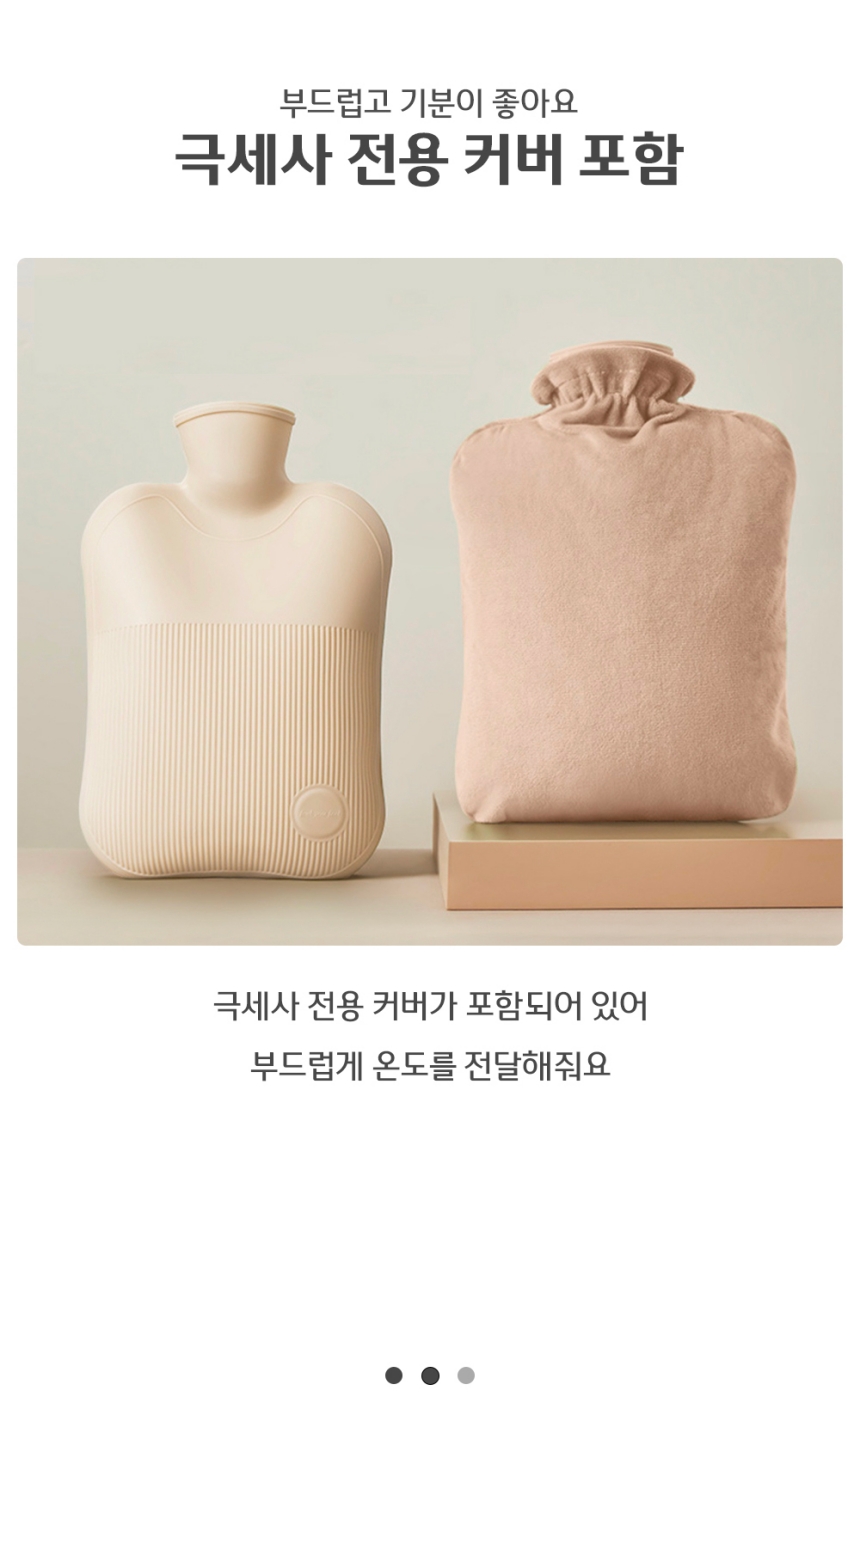 부드럽고 기분이 좋아요
극세사 전용 커버 포함
극세사 전용 커버가 포함되어 있어
부드럽게 온도를 전달해줘요